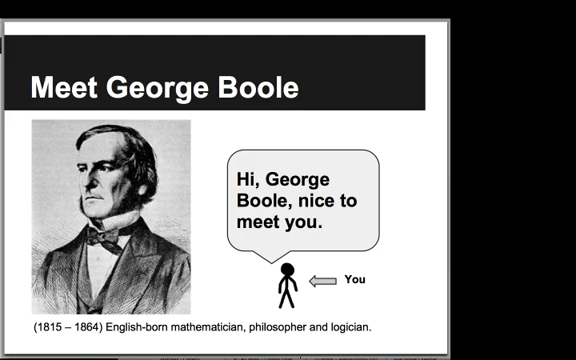 Meet George Boole
Hi, George
Boole, nice to
meet you.
You
(1815 – 1864) English-born mathematician, philosopher and logician.